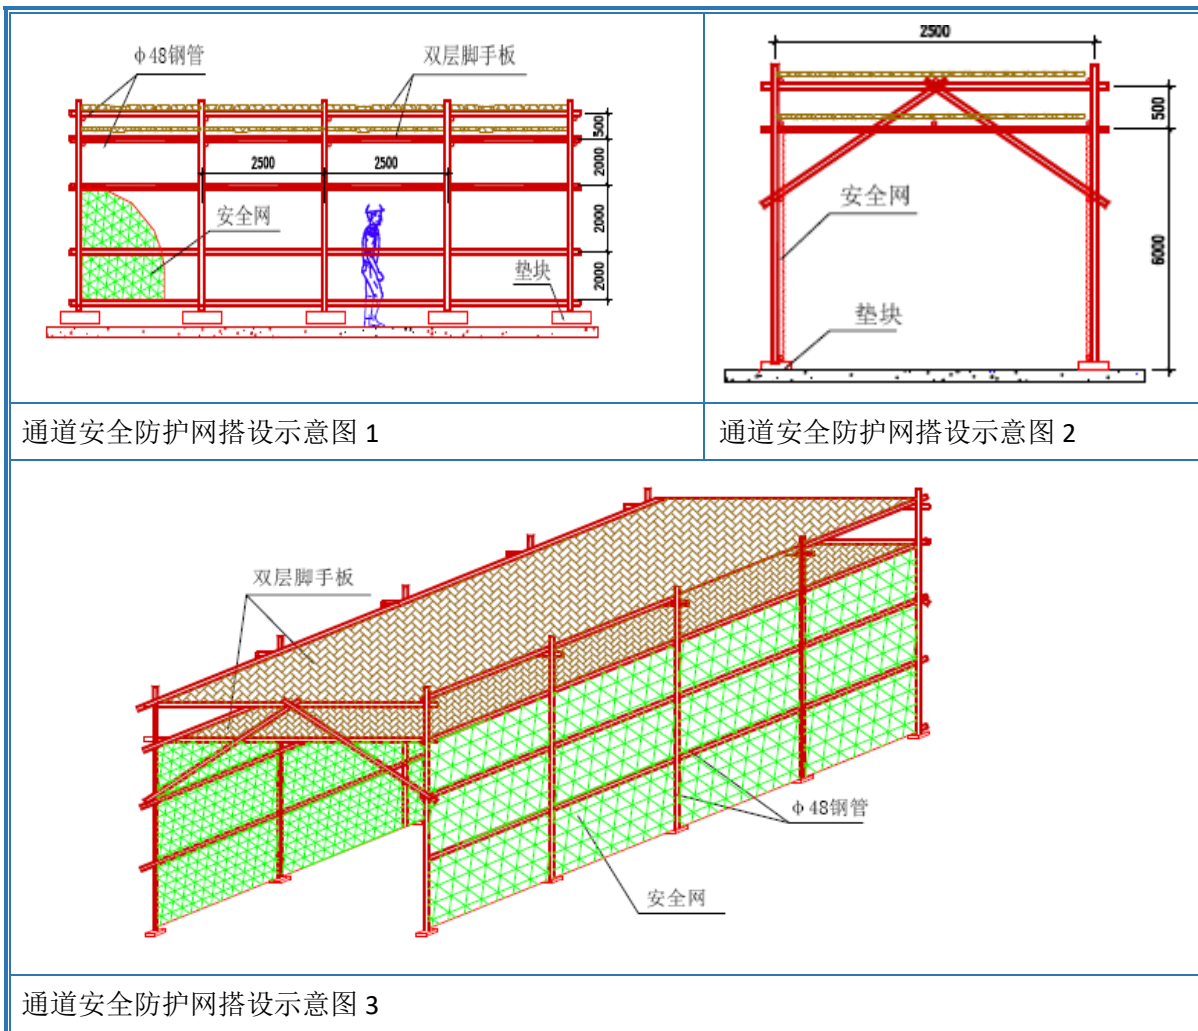 φ48钢管
双层脚手板
500
2000
2500
2500
安全网
2000
垫块
2000
2500
500
安全网
6000
垫块
通道安全防护网搭设示意图 1
通道安全防护网搭设示意图 2
双层脚手板
φ48钢管
安全网
通道安全防护网搭设示意图 3